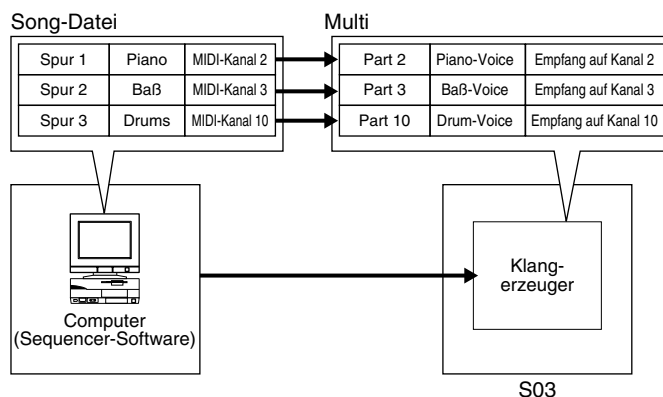 Song-Datei
Multi
Spur 1 Piano MIDI-Kanal 2
Part 2 Piano-Voice Empfang auf Kanal 2
Spur 2 Baß MIDI-Kanal 3
Part 3 Baß-Voice Empfang auf Kanal 3
Spur 3 Drums MIDI-Kanal 10
Part 10 Drum-Voice Empfang auf Kanal 10
Computer
(Sequencer-Software)
Klang-
erzeuger
S03